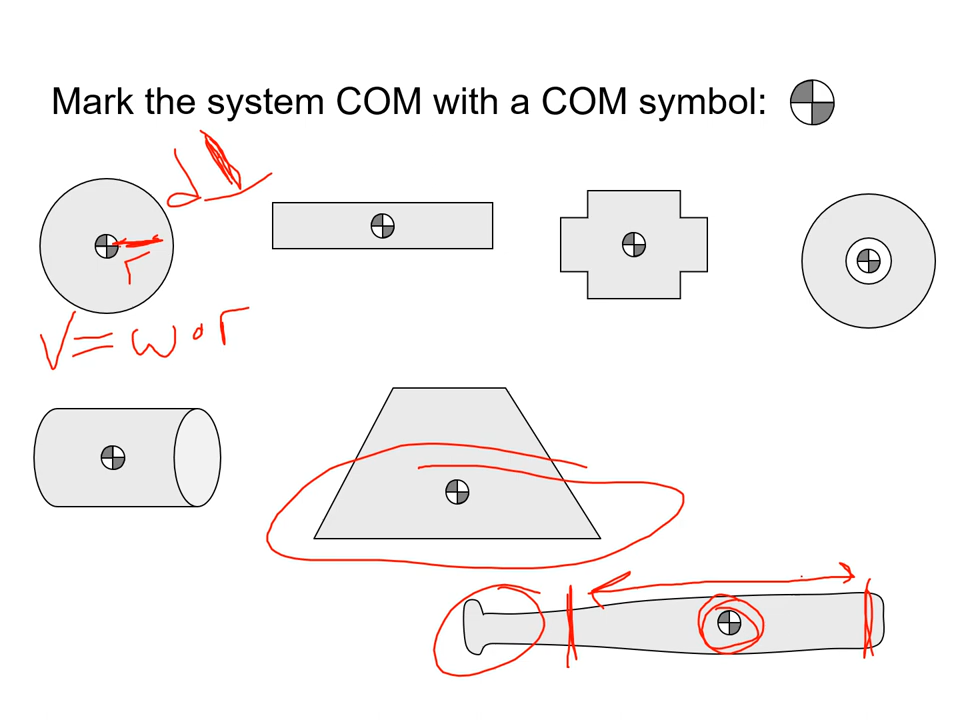 Mark the system COM with a COM symbol:
r
V = ω · r